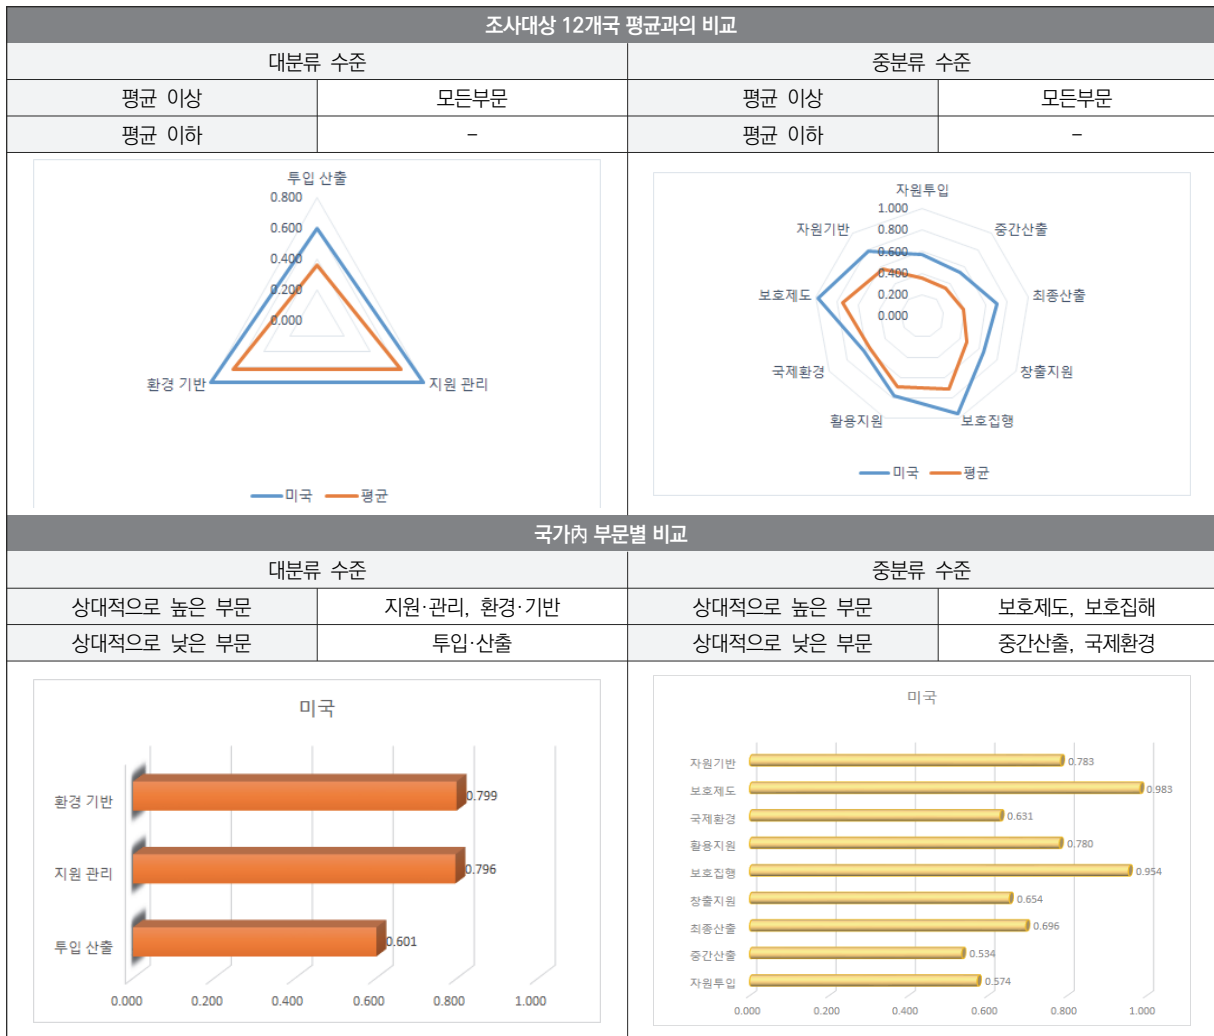 조사대상 12개국 평균과의 비교
대분류 수준 중분류 수준
평균 이상 모든부문 평균 이상 모든부문
평균 이하 – 평균 이하 –
투입 산출
0.800
0.600
0.400
0.200
0.000
환경 기반
지원 관리
미국 평균
자원투입
1.000
0.800
0.600
0.400
0.200
0.000
자원기반
중간산출
보호제도
최종산출
국제환경
창출지원
활용지원
보호집행
미국 평균
국가內 부문별 비교
대분류 수준 중분류 수준
상대적으로 높은 부문 지원·관리, 환경·기반 상대적으로 높은 부문 보호제도, 보호집해
상대적으로 낮은 부문 투입·산출 상대적으로 낮은 부문 중간산출, 국제환경
미국
환경 기반 0.799
지원 관리 0.796
투입 산출 0.601
0.000 0.200 0.400 0.600 0.800 1.000
미국
자원기반 0.783
보호제도 0.983
국제환경 0.631
활용지원 0.780
보호집행 0.954
창출지원 0.654
최종산출 0.696
중간산출 0.534
자원투입 0.574
0.000 0.200 0.400 0.600 0.800 1.000